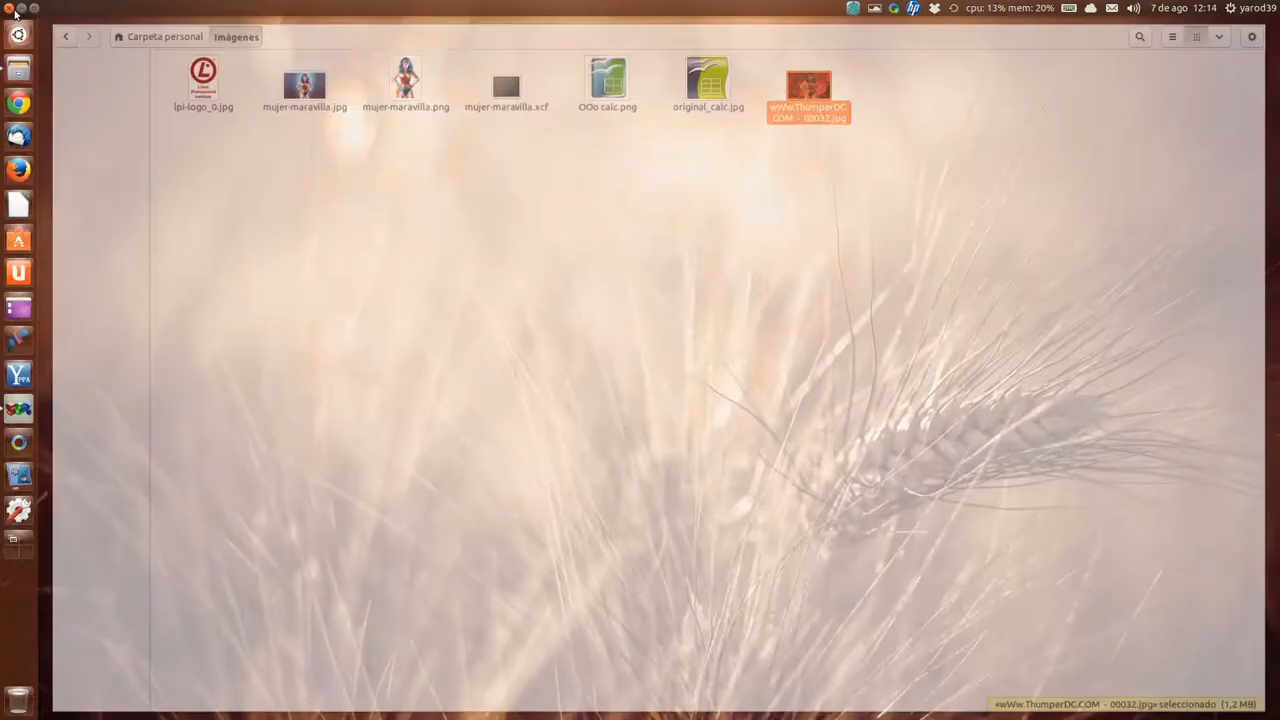 cpu: 13% mem: 20%
7 de ago 12:14
yarod39
Carpeta personal
Imágenes
lpi-logo_0.jpg
mujer-maravilla.jpg
mujer-maravilla.png
mujer-maravilla.xcf
OOo calc.png
original_calc.jpg
wWw.ThumperDC.
COM - 00032.jpg
«wWw.ThumperDC.COM - 00032.jpg» seleccionado (1,2 MB)